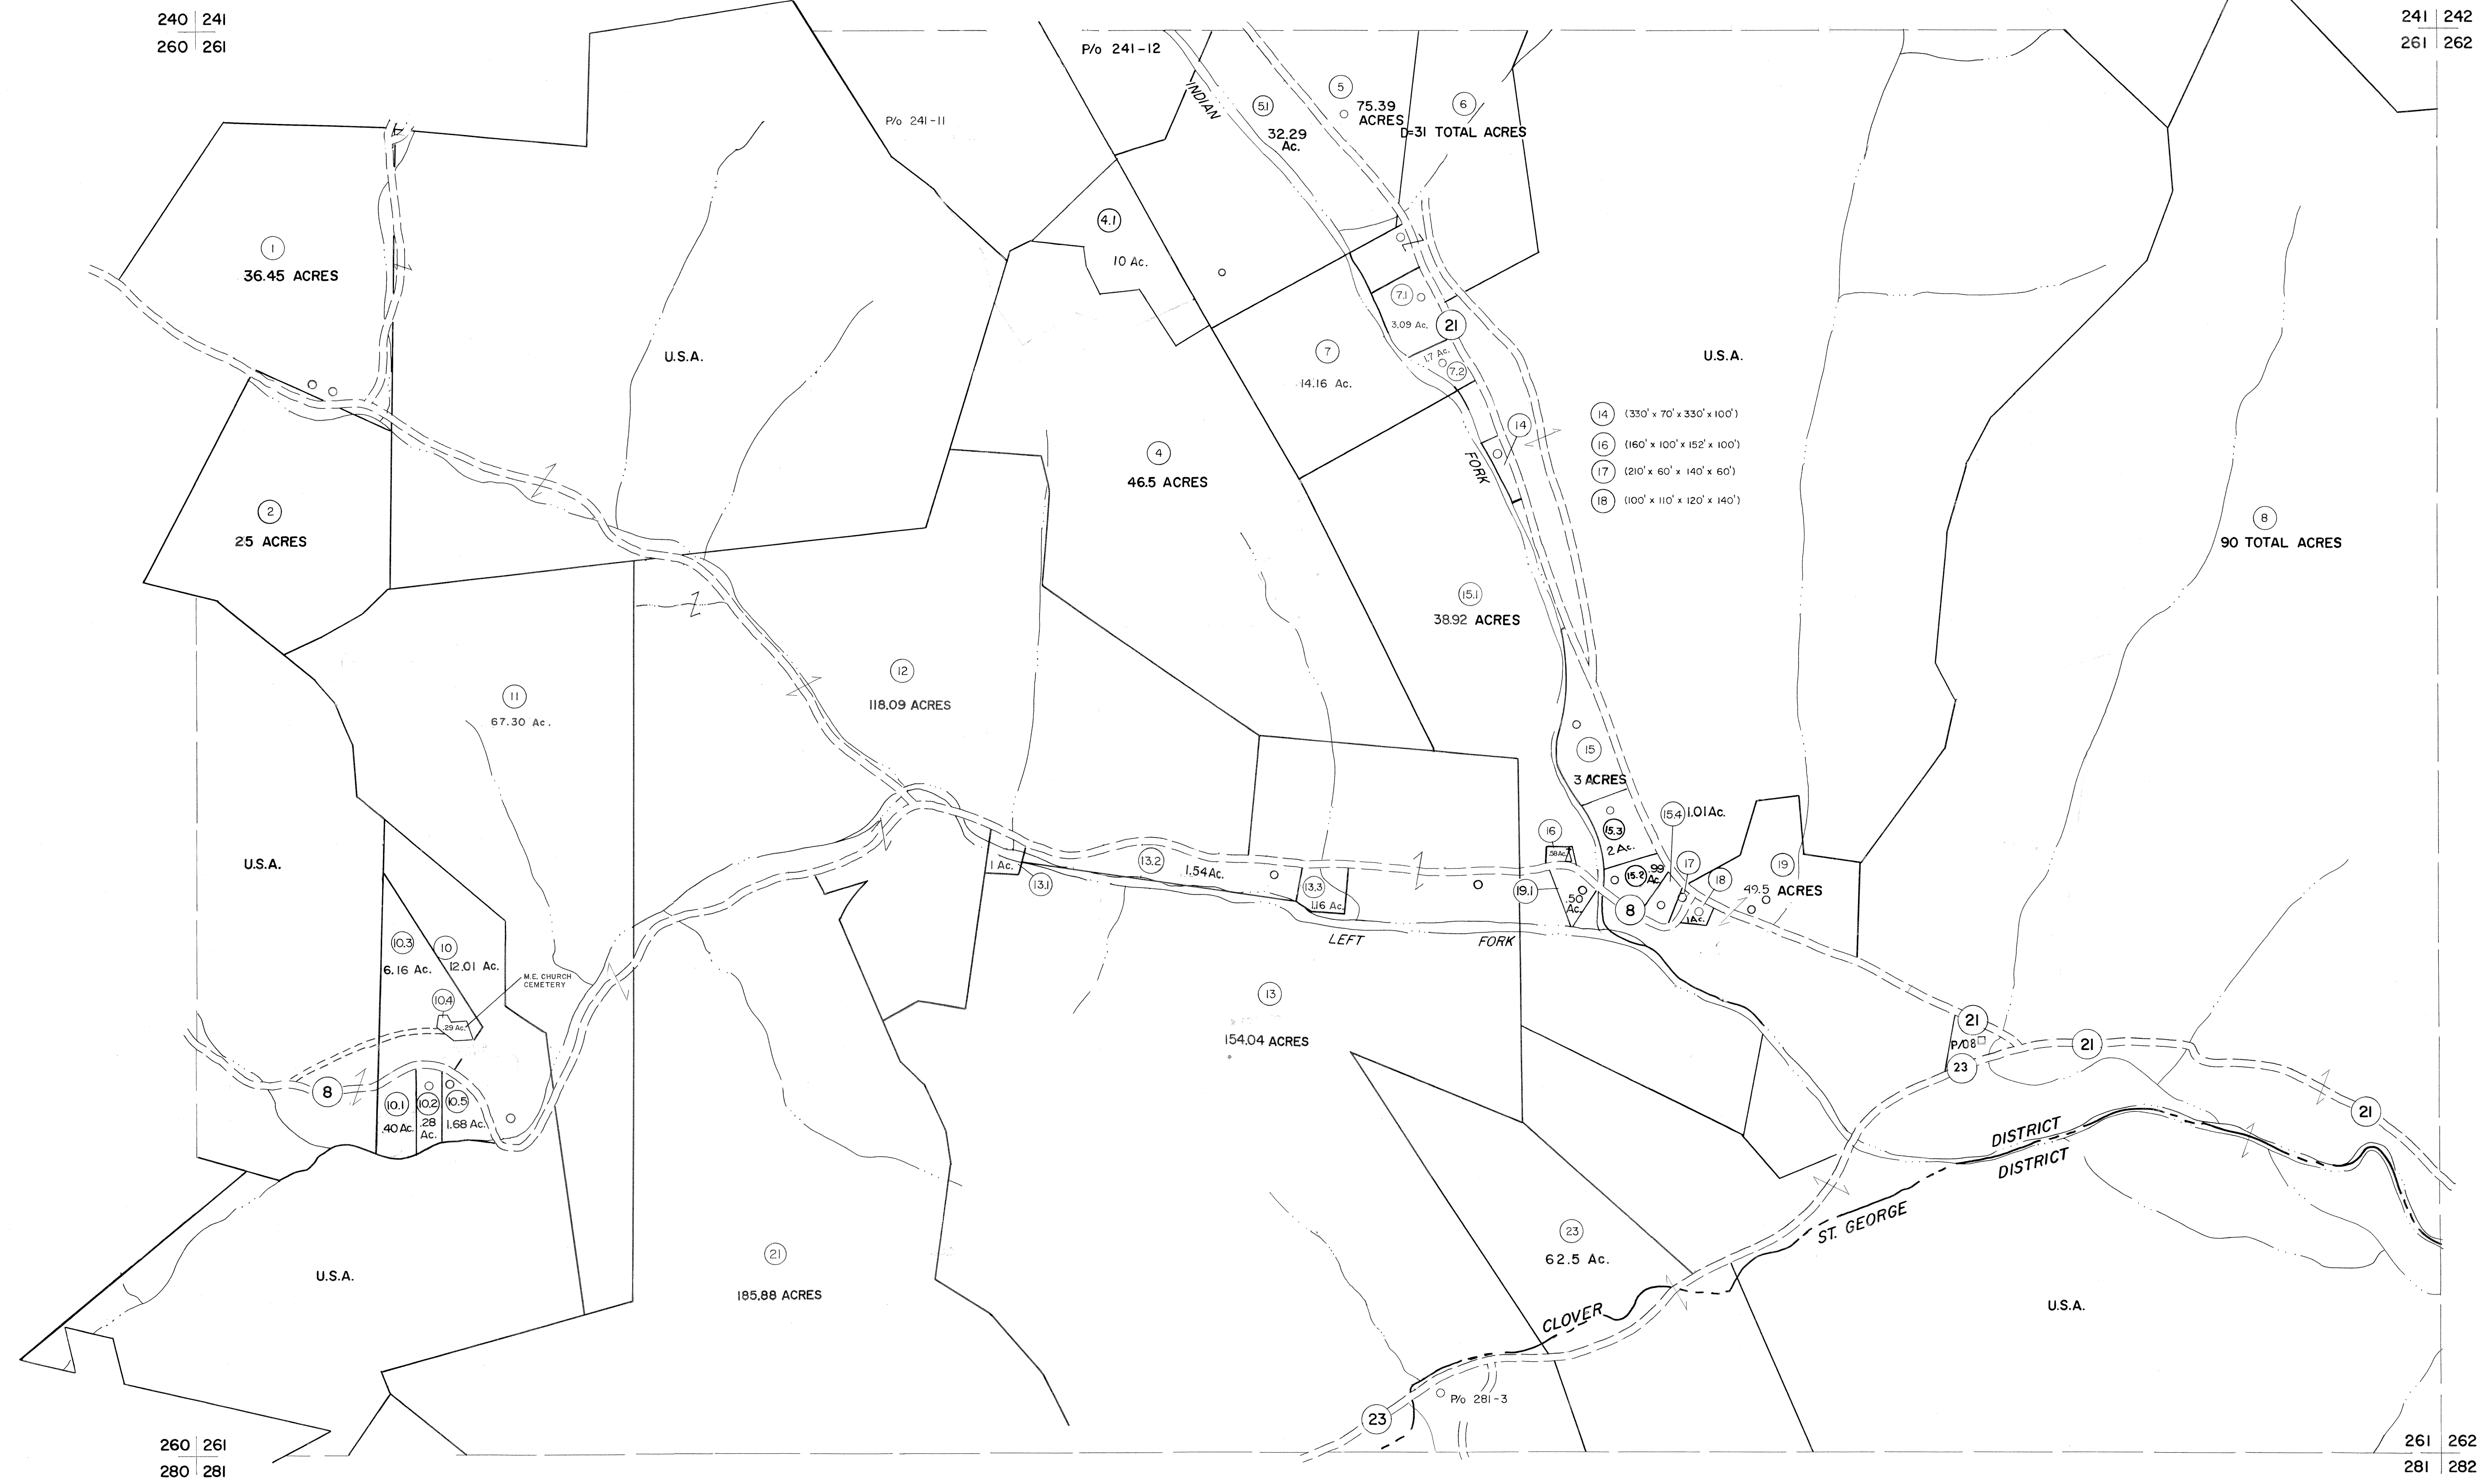 240 241
260 261
241 242
261 262
P/o 241-12
P/o 241-11
INDIAN
5.1
32.29
Ac.
5
75.39
ACRES
6
D=31 TOTAL ACRES
1
36.45 ACRES
4.1
10 Ac.
7.1
3.09 Ac.
21
U.S.A.
U.S.A.
7
14.16 Ac.
1.7 Ac.
7.2
14 (330' x 70' x 330' x 100')
16 (160' x 100' x 152' x 100')
17 (210' x 60' x 140' x 60')
18 (100' x 110' x 120' x 140')
14
FORK
4
46.5 ACRES
2
25 ACRES
8
90 TOTAL ACRES
15.1
38.92 ACRES
12
118.09 ACRES
11
67.30 Ac.
15
3 ACRES
15.4 1.01 Ac.
15.3
2 Ac.
16
.58 Ac.
15.2
.99
Ac.
17
18
19
49.5 ACRES
U.S.A.
1 Ac.
13.1
13.2
1.54 Ac.
13.3
1.16 Ac.
19.1
.50
Ac.
8
.1 Ac.
LEFT FORK
10.3
6.16 Ac.
10
12.01 Ac.
M.E. CHURCH
CEMETERY
10.4
.29 Ac.
13
154.04 ACRES
21
P/O 8
23
21
21
8
10.1
.40 Ac.
10.2
.28
Ac.
10.5
1.68 Ac.
DISTRICT
DISTRICT
ST. GEORGE
CLOVER
23
62.5 Ac.
21
185.88 ACRES
U.S.A.
U.S.A.
P/o 281-3
23
260 261
280 281
261 262
281 282